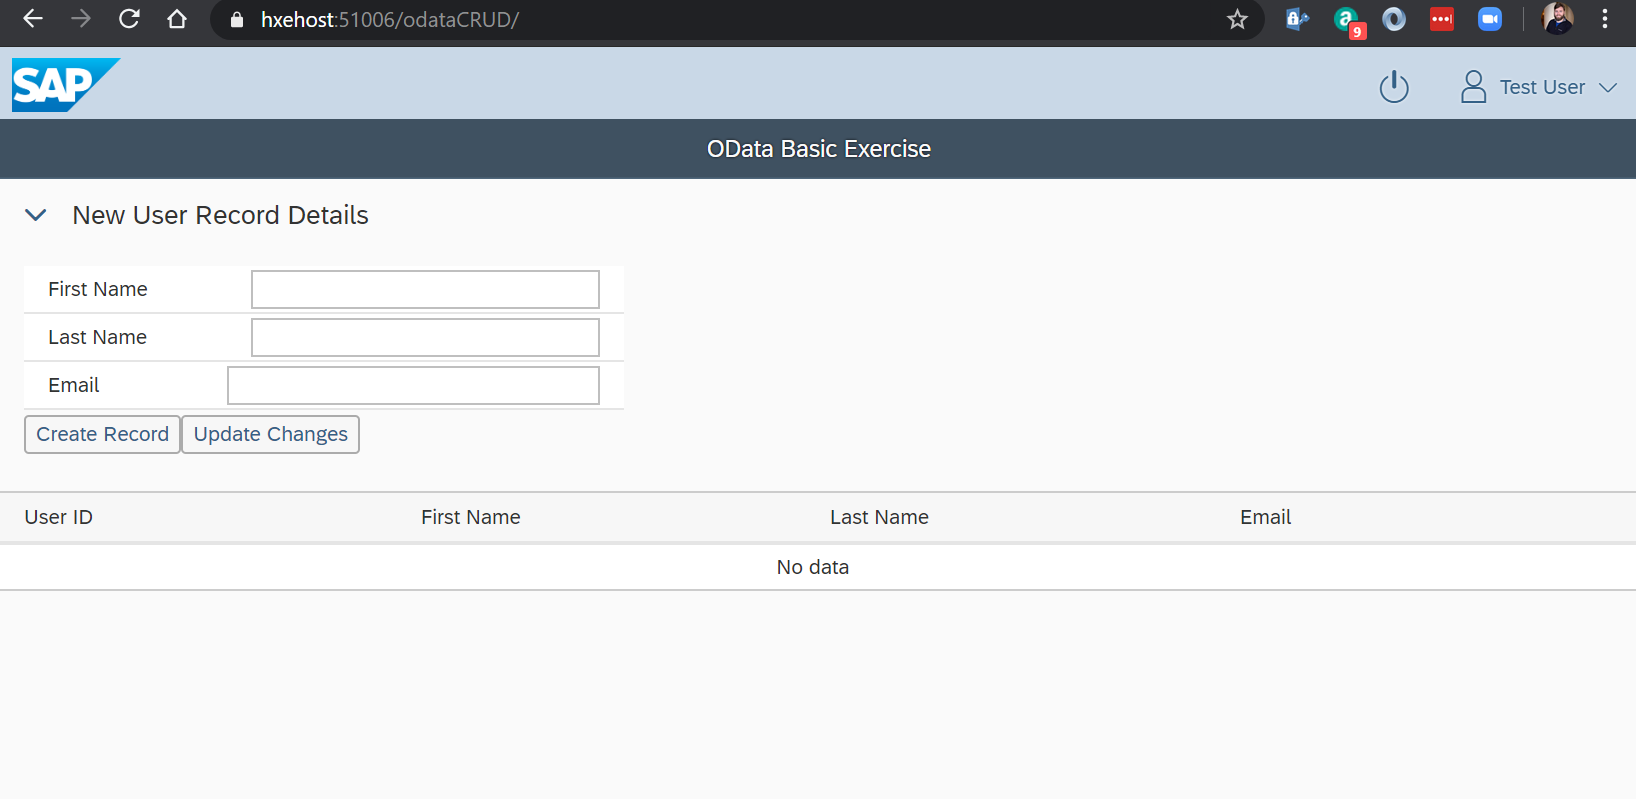 hxehost:51006/odataCRUD/
a 9
SAP
Test User
OData Basic Exercise
New User Record Details
First Name
Last Name
Email
Create Record Update Changes
User ID First Name Last Name Email
No data